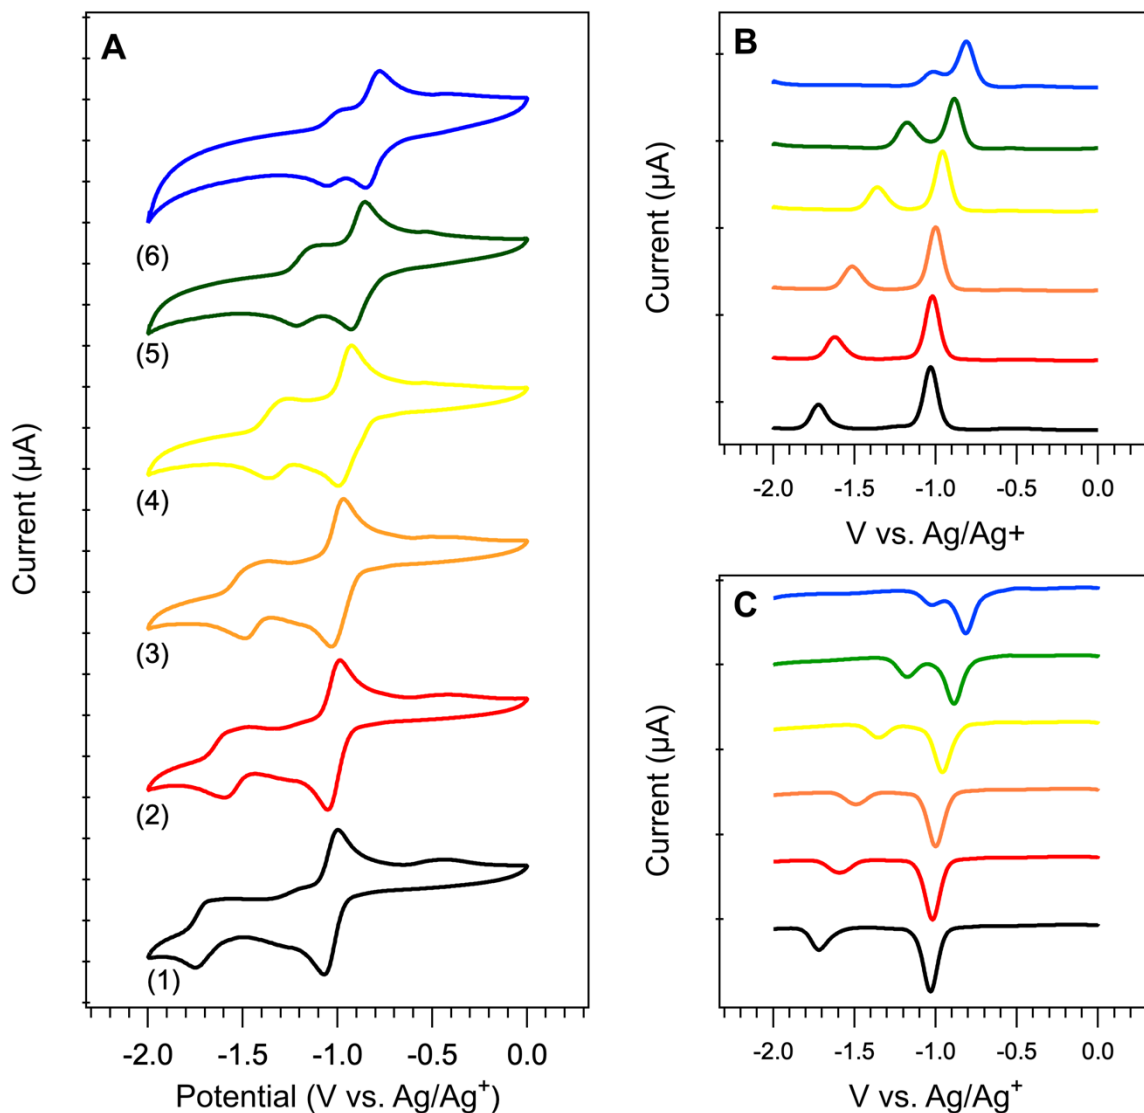 A
(6)
(5)
(4)
(3)
(2)
(1)
Current (µA)
-2.0 -1.5 -1.0 -0.5 0.0
Potential (V vs. Ag/Ag⁺)
B
Current (µA)
-2.0 -1.5 -1.0 -0.5 0.0
V vs. Ag/Ag+
C
Current (µA)
-2.0 -1.5 -1.0 -0.5 0.0
V vs. Ag/Ag⁺